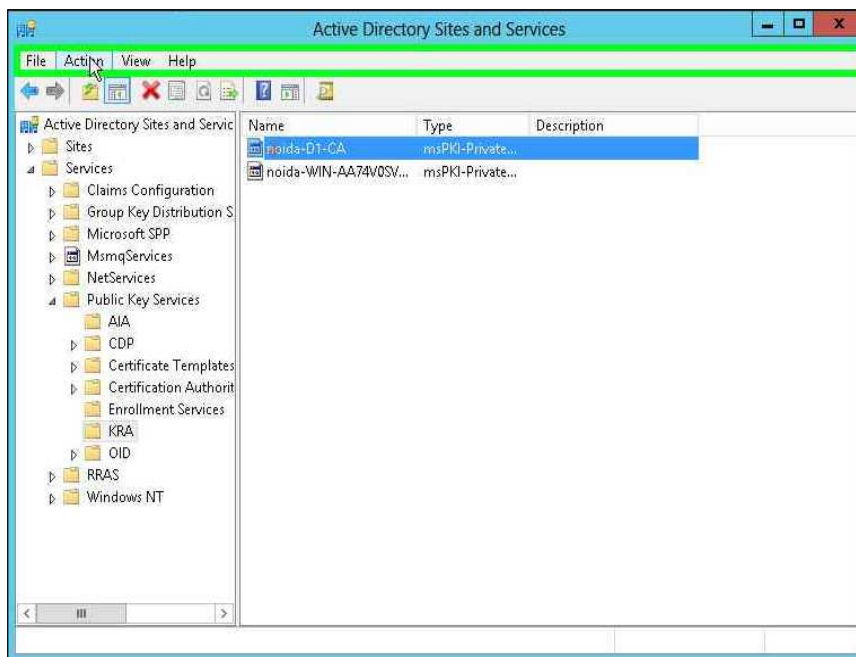 Active Directory Sites and Services
File Action View Help
Active Directory Sites and Servic
Name Type Description
Sites
noida-D1-CA msPKI-Private...
Services
noida-WIN-AA74V0SV... msPKI-Private...
Claims Configuration
Group Key Distribution S
Microsoft SPP
MsmqServices
NetServices
Public Key Services
AIA
CDP
Certificate Templates
Certification Authorit
Enrollment Services
KRA
OID
RRAS
Windows NT